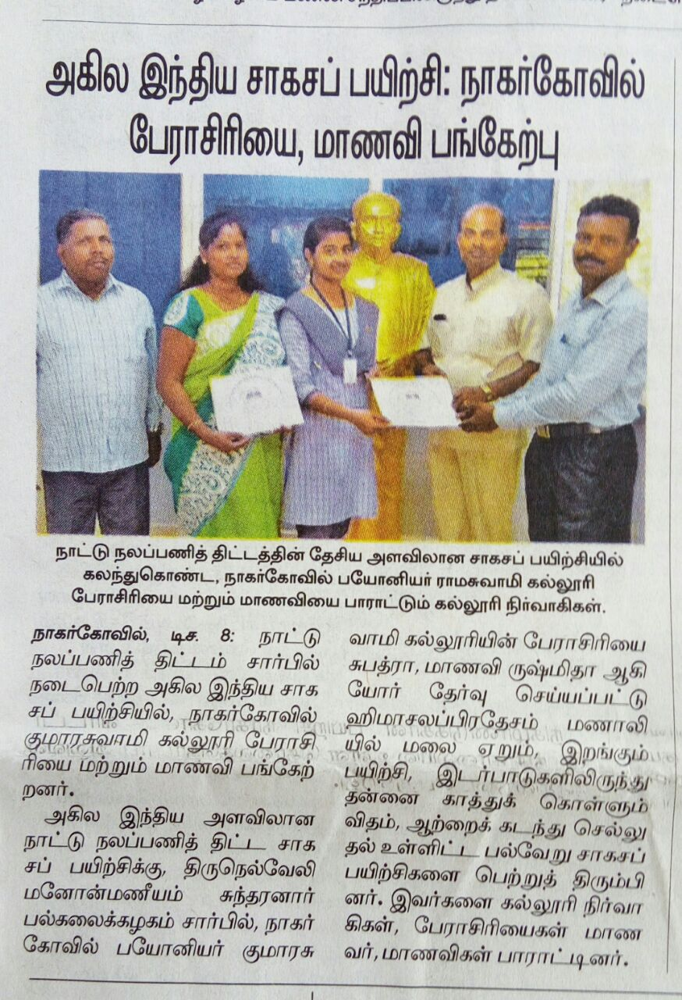 அகில இந்திய சாகசப் பயிற்சி: நாகர்கோவில்
பேராசிரியை, மாணவி பங்கேற்பு
நாட்டு நலப்பணித் திட்டத்தின் தேசிய அளவிலான சாகசப் பயிற்சியில்
கலந்துகொண்ட, நாகர்கோவில் பயோனியர் ராமசுவாமி கல்லூரி
பேராசிரியை மற்றும் மாணவியை பாராட்டும் கல்லூரி நிர்வாகிகள்.
நாகர்கோவில், டிச. 8: நாட்டு
நலப்பணித் திட்டம் சார்பில்
நடைபெற்ற அகில இந்திய சாக
சப் பயிற்சியில், நாகர்கோவில்
குமாரசுவாமி கல்லூரி பேராசி
ரியை மற்றும் மாணவி பங்கேற்
றனர்.
அகில இந்திய அளவிலான
நாட்டு நலப்பணித் திட்ட சாக
சப் பயிற்சிக்கு, திருநெல்வேலி
மனோன்மணீயம் சுந்தரனார்
பல்கலைக்கழகம் சார்பில், நாகர்
கோவில் பயோனியர் குமாரசு
வாமி கல்லூரியின் பேராசிரியை
சுபத்ரா, மாணவி ருஷ்மிதா ஆகி
யோர் தேர்வு செய்யப்பட்டு
ஹிமாசலப்பிரதேசம் மணாலி
யில் மலை ஏறும், இறங்கும்
பயிற்சி, இடர்பாடுகளிலிருந்து
தன்னை காத்துக் கொள்ளும்
விதம், ஆற்றைக் கடந்து செல்லு
தல் உள்ளிட்ட பல்வேறு சாகசப்
பயிற்சிகளை பெற்றுத் திரும்பி
னர். இவர்களை கல்லூரி நிர்வா
கிகள், பேராசிரியைகள் மாண
வர், மாணவிகள் பாராட்டினர்.